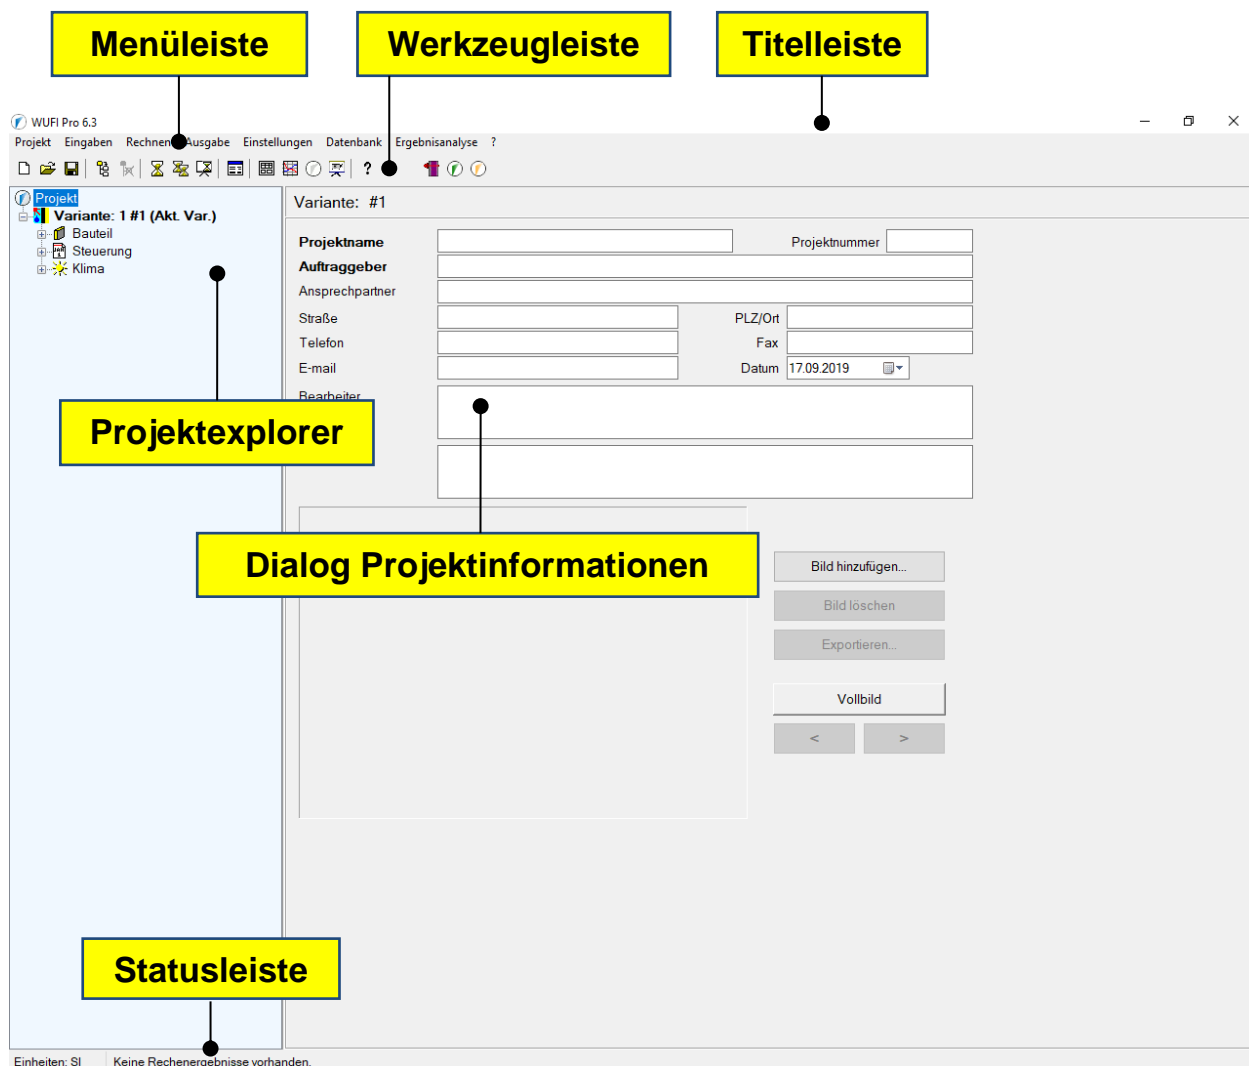 Menüleiste
Werkzeugleiste
Titelleiste
WUFI Pro 6.3
Projekt Eingaben Rechnen Ausgabe Einstellungen Datenbank Ergebnisanalyse ?
Projekt
Variante: 1 #1 (Akt. Var.)
Bauteil
Steuerung
Klima
Variante: #1
Projektname
Projektnummer
Auftraggeber
Ansprechpartner
Straße
PLZ/Ort
Telefon
Fax
E-mail
Datum 17.09.2019
Bearbeiter
Projektexplorer
Dialog Projektinformationen
Bild hinzufügen...
Bild löschen
Exportieren...
Vollbild
< >
Statusleiste
Einheiten: SI Keine Rechenergebnisse vorhanden.